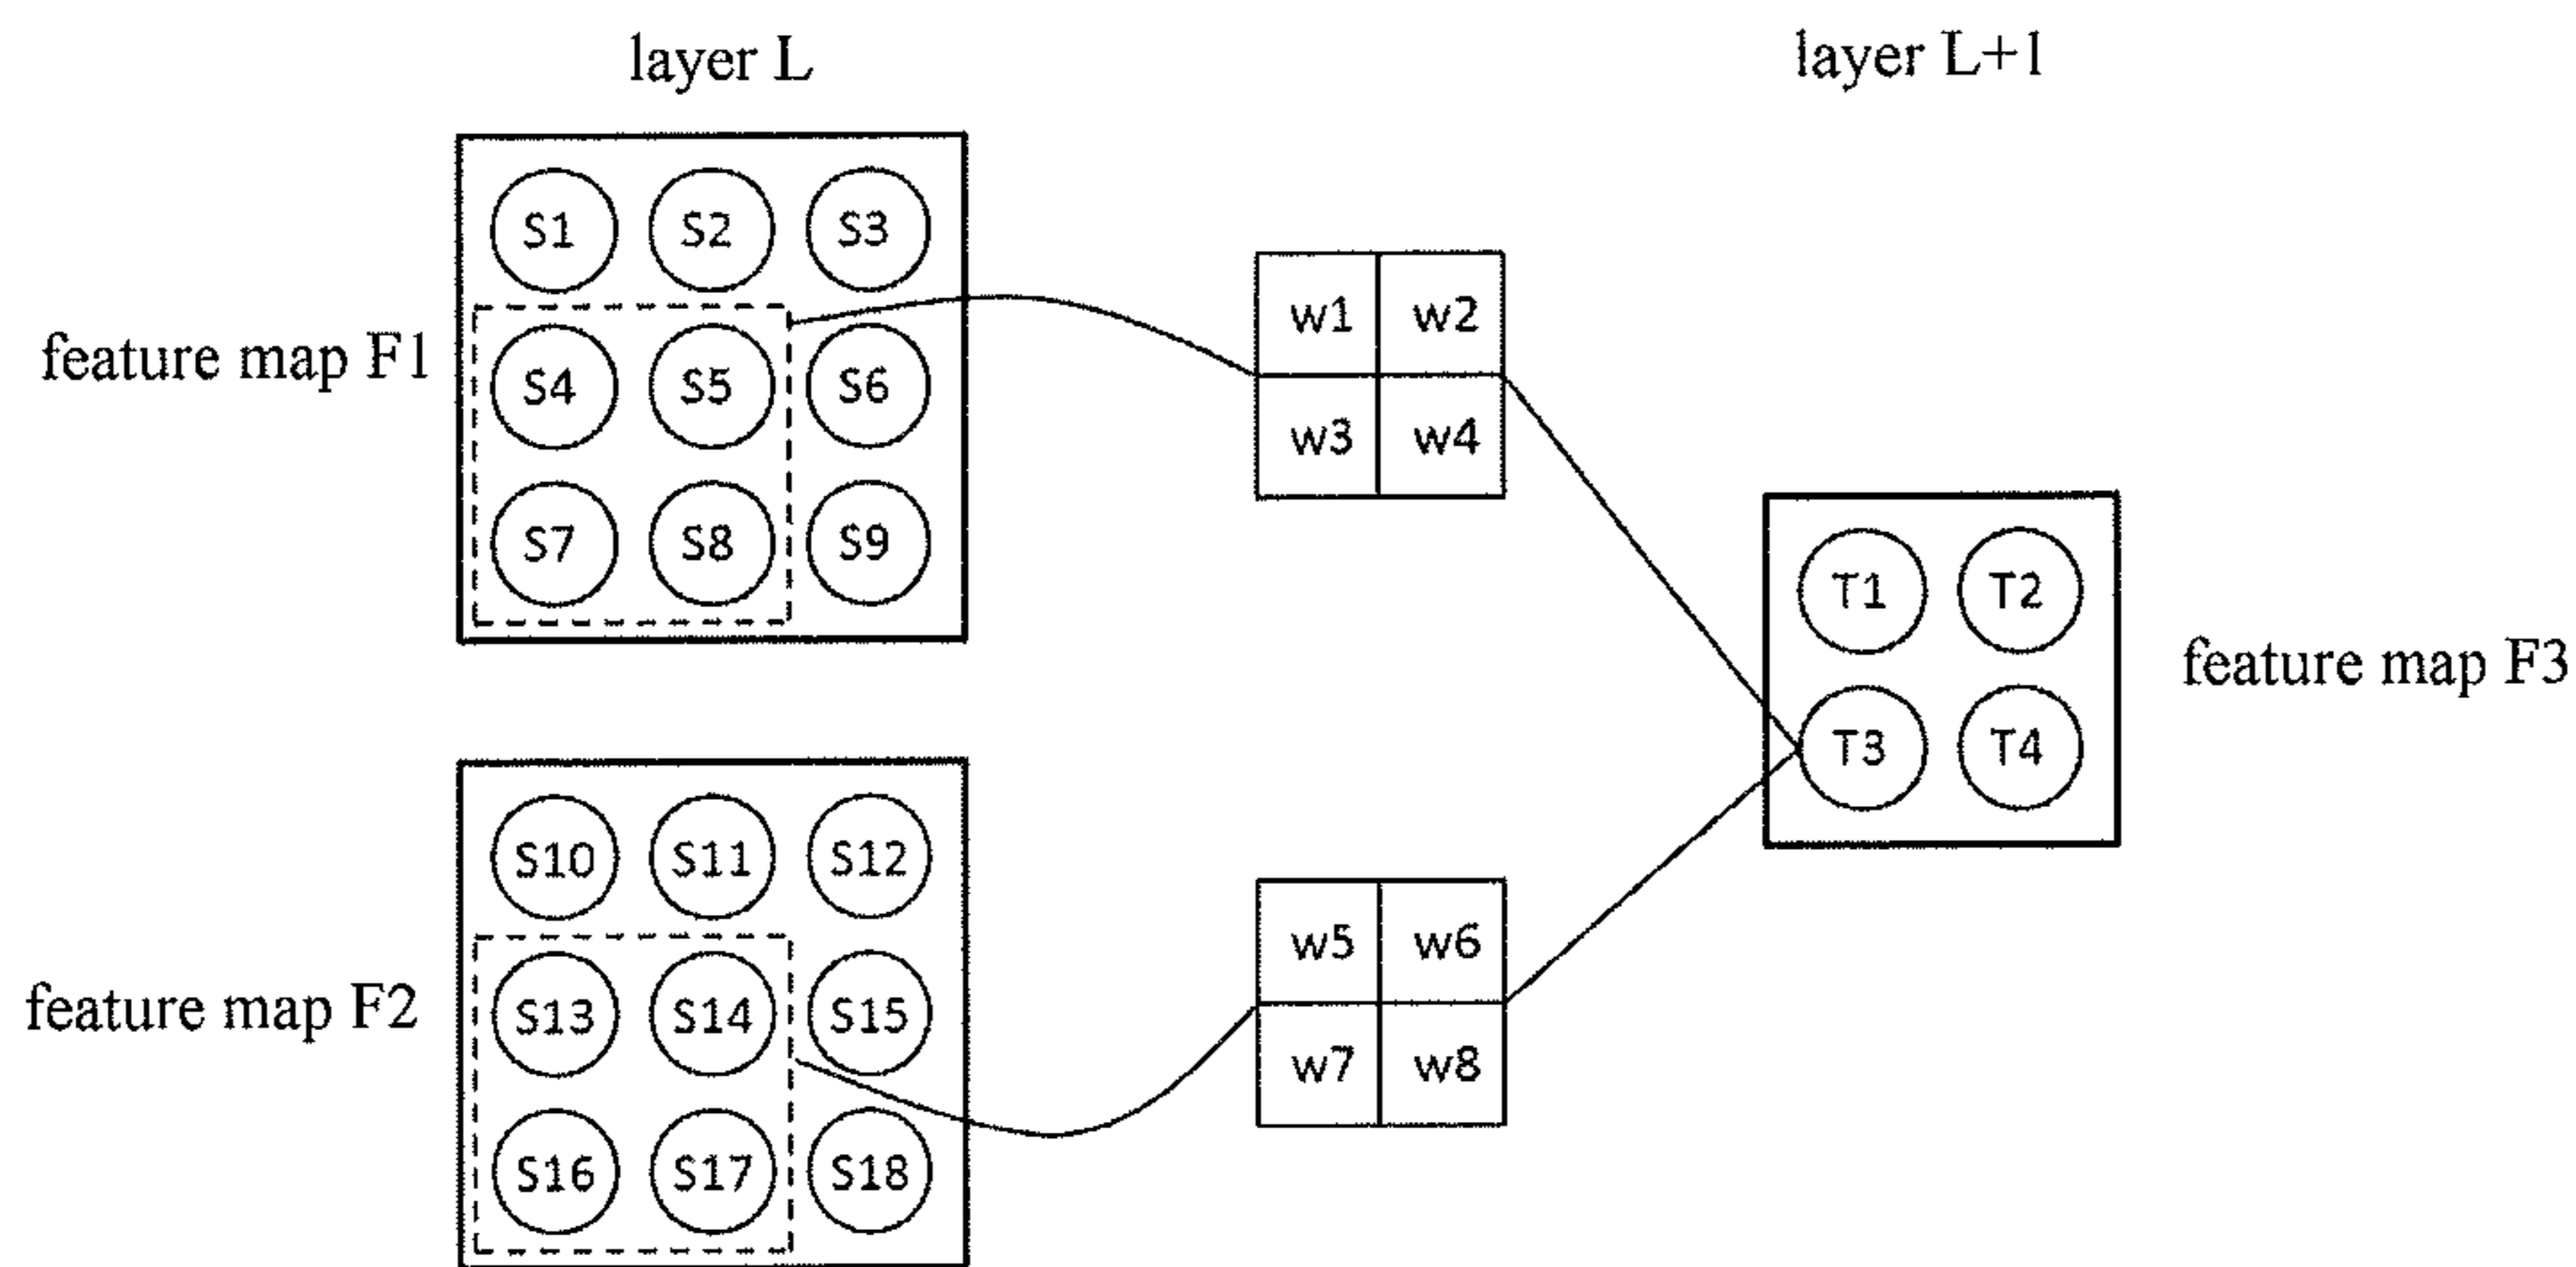 layer L
layer L+1
S1 S2 S3
feature map F1
S4 S5 S6
S7 S8 S9
w1 w2
w3 w4
T1 T2
T3 T4
feature map F3
S10 S11 S12
feature map F2
S13 S14 S15
S16 S17 S18
w5 w6
w7 w8